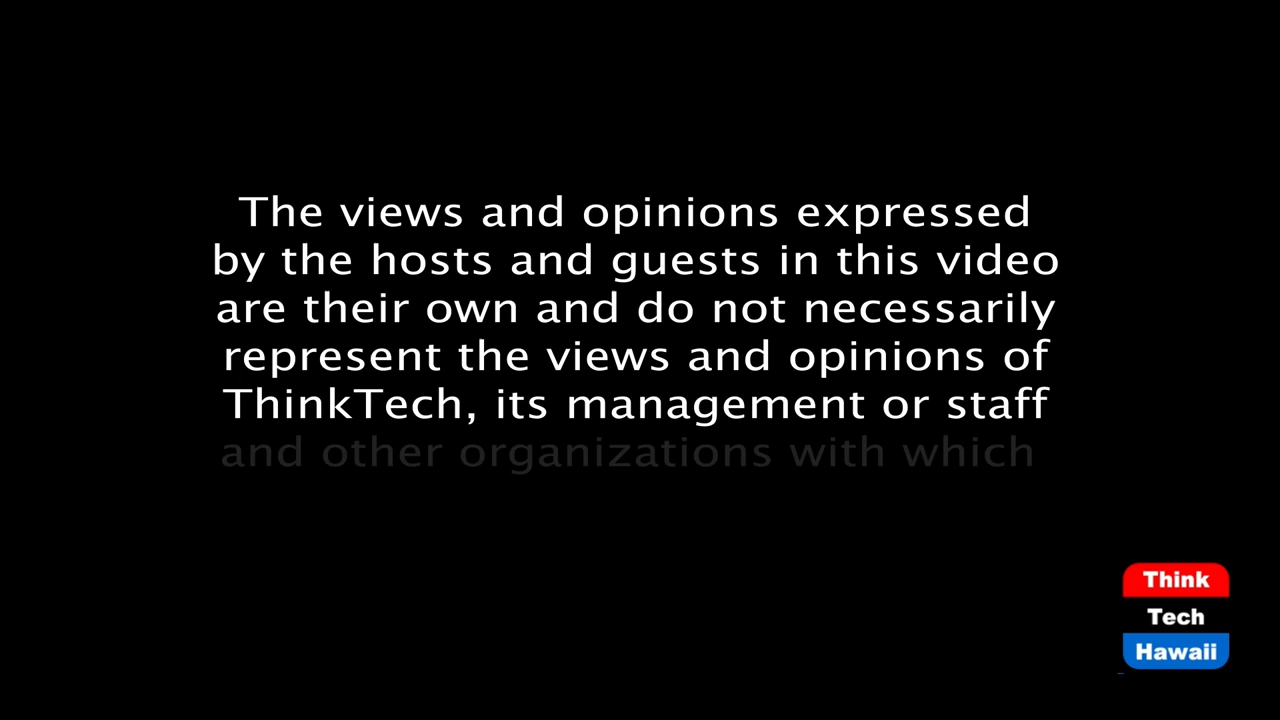 The views and opinions expressed
by the hosts and guests in this video
are their own and do not necessarily
represent the views and opinions of
ThinkTech, its management or staff
and other organizations with which
Think
Tech
Hawaii